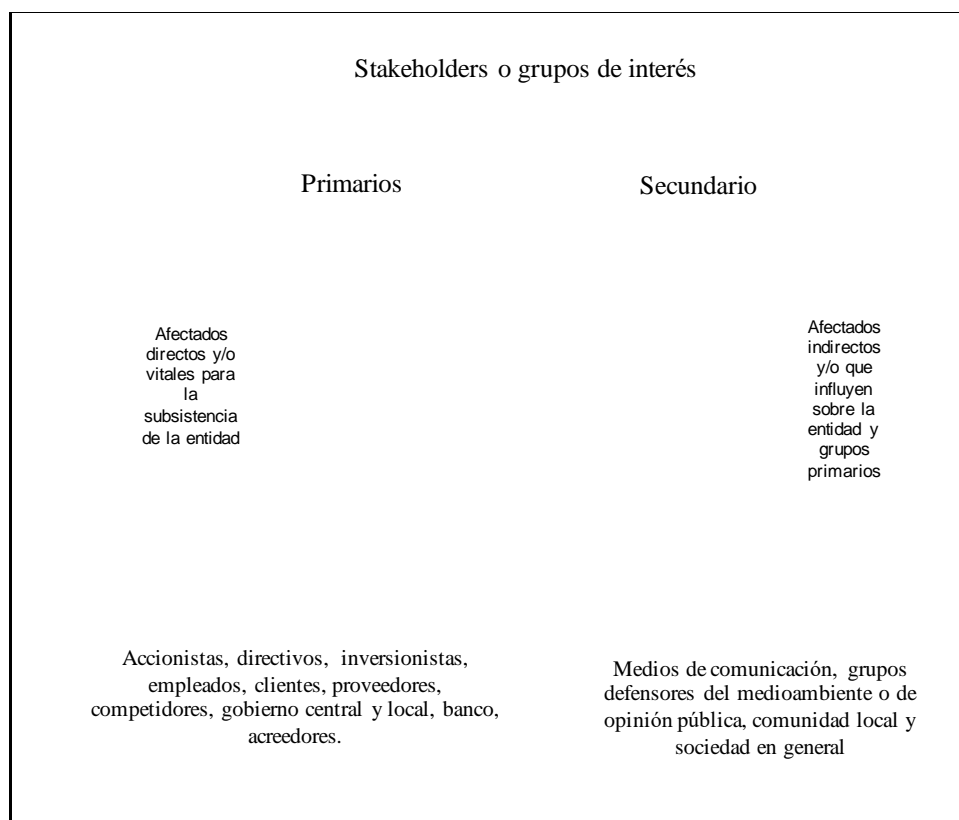 Stakeholders o grupos de interés
Primarios
Secundario
Afectados
directos y/o
vitales para
la
subsistencia
de la entidad
Afectados
indirectos
y/o que
influyen
sobre la
entidad y
grupos
primarios
Accionistas, directivos, inversionistas,
empleados, clientes, proveedores,
competidores, gobierno central y local, banco,
acreedores.
Medios de comunicación, grupos
defensores del medioambiente o de
opinión pública, comunidad local y
sociedad en general